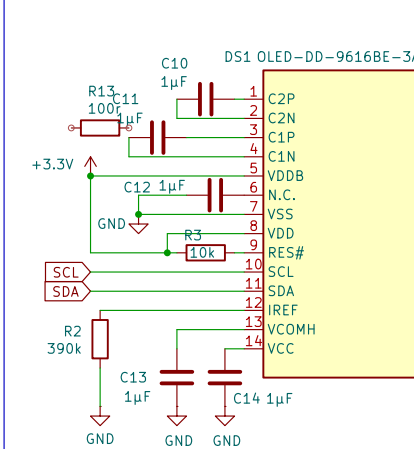 DS1 OLED-DD-9616BE-3A
C10
1µF
R13
100r
C11
1µF
1 C2P
2 C2N
3 C1P
4 C1N
+3.3V
5 VDDB
C12 1µF
6 N.C.
7 VSS
GND
8 VDD
R3
10k
9 RES#
SCL
10 SCL
SDA
11 SDA
12 IREF
13 VCOMH
14 VCC
R2
390k
C13
1µF
C14 1µF
GND
GND
GND